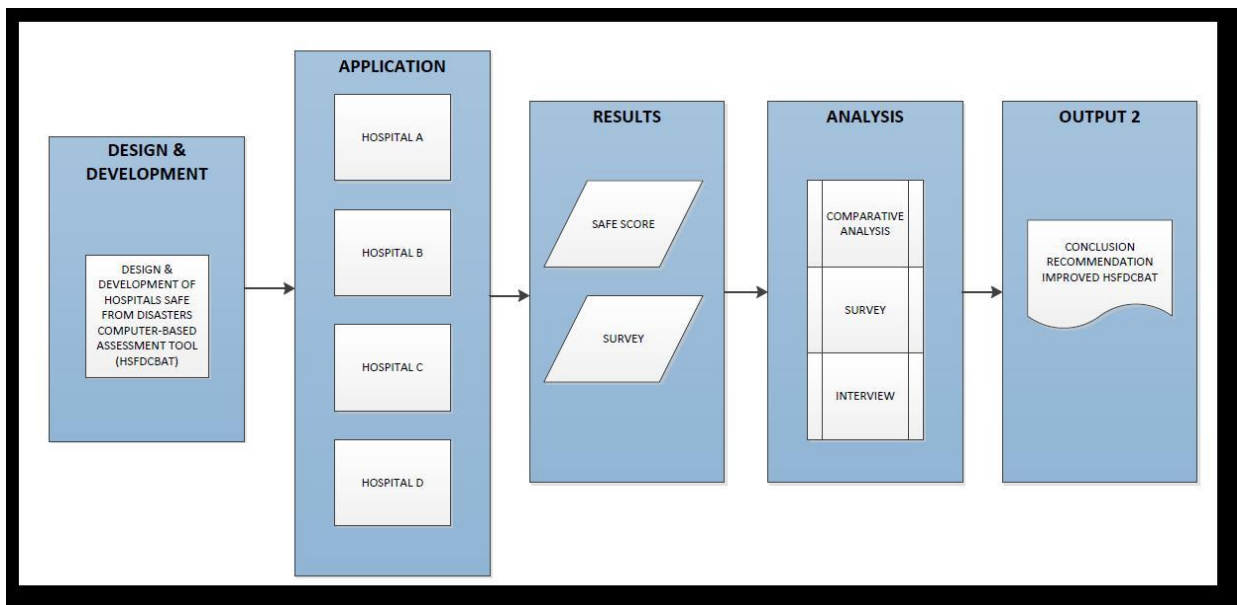 DESIGN &
DEVELOPMENT
DESIGN &
DEVELOPMENT OF
HOSPITALS SAFE
FROM DISASTERS
COMPUTER-BASED
ASSESSMENT TOOL
(HSFDCBAT)
APPLICATION
HOSPITAL A
HOSPITAL B
HOSPITAL C
HOSPITAL D
RESULTS
SAFE SCORE
SURVEY
ANALYSIS
COMPARATIVE
ANALYSIS
SURVEY
INTERVIEW
OUTPUT 2
CONCLUSION
RECOMMENDATION
IMPROVED HSFDCBAT